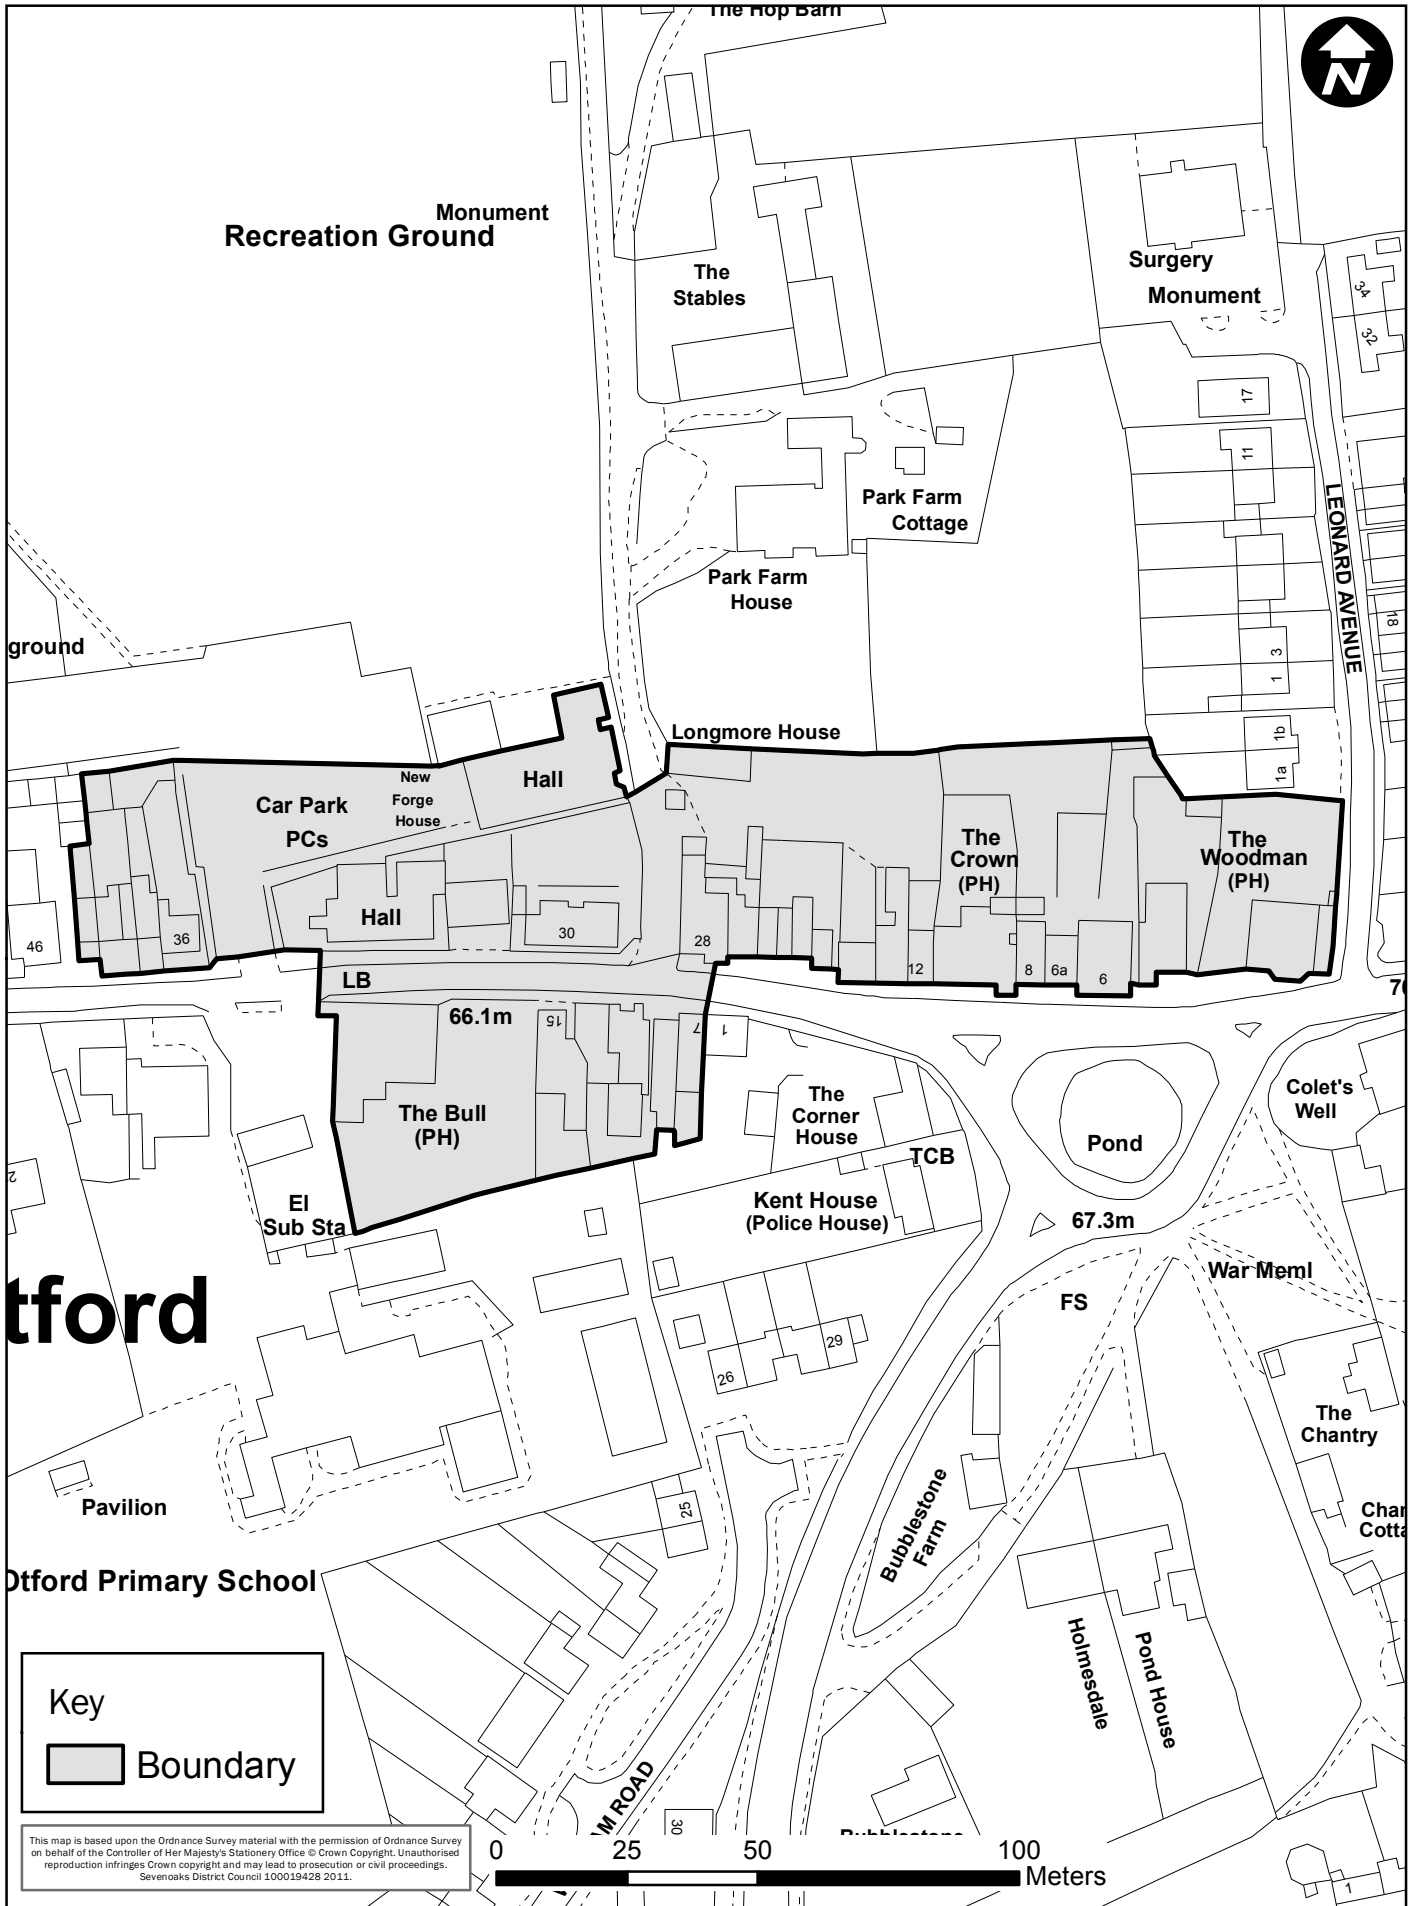 The Hop Barn
N
Monument
Recreation Ground
The
Stables
Surgery
Monument
34
32
17
11
Park Farm
Cottage
LEONARD AVENUE
Park Farm
House
18
ground
3
1
Longmore House
1b
1a
New
Forge
House
Hall
Car Park
PCs
The
Crown
(PH)
The
Woodman
(PH)
Hall
46
36
30
28
12
8
6a
6
LB
66.1m
15
7
1
The Bull
(PH)
The
Corner
House
Colet's
Well
Pond
TCB
2
El
Sub Sta
Kent House
(Police House)
67.3m
War Meml
tford
FS
29
26
The
Chantry
Pavilion
25
Bubblestone
Farm
Char
Cotta
Otford Primary School
Holmesdale
Pond House
Key
Boundary
M ROAD
30
This map is based upon the Ordnance Survey material with the permission of Ordnance Survey
on behalf of the Controller of Her Majesty's Stationery Office © Crown Copyright. Unauthorised
reproduction infringes Crown copyright and may lead to prosecution or civil proceedings.
Sevenoaks District Council 100019428 2011.
0 25 50 100
Meters
1